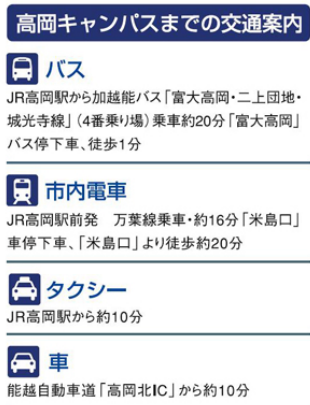 高岡キャンパスまでの交通案内
バス
JR高岡駅から加越能バス「富大高岡・二上団地・
城光寺線」（4番乗り場）乗車約20分「富大高岡」
バス停下車、徒歩1分
市内電車
JR高岡駅前発　万葉線乗車・約16分「米島口」
車停下車、「米島口」より徒歩約20分
タクシー
JR高岡駅から約10分
車
能越自動車道「高岡北IC」から約10分